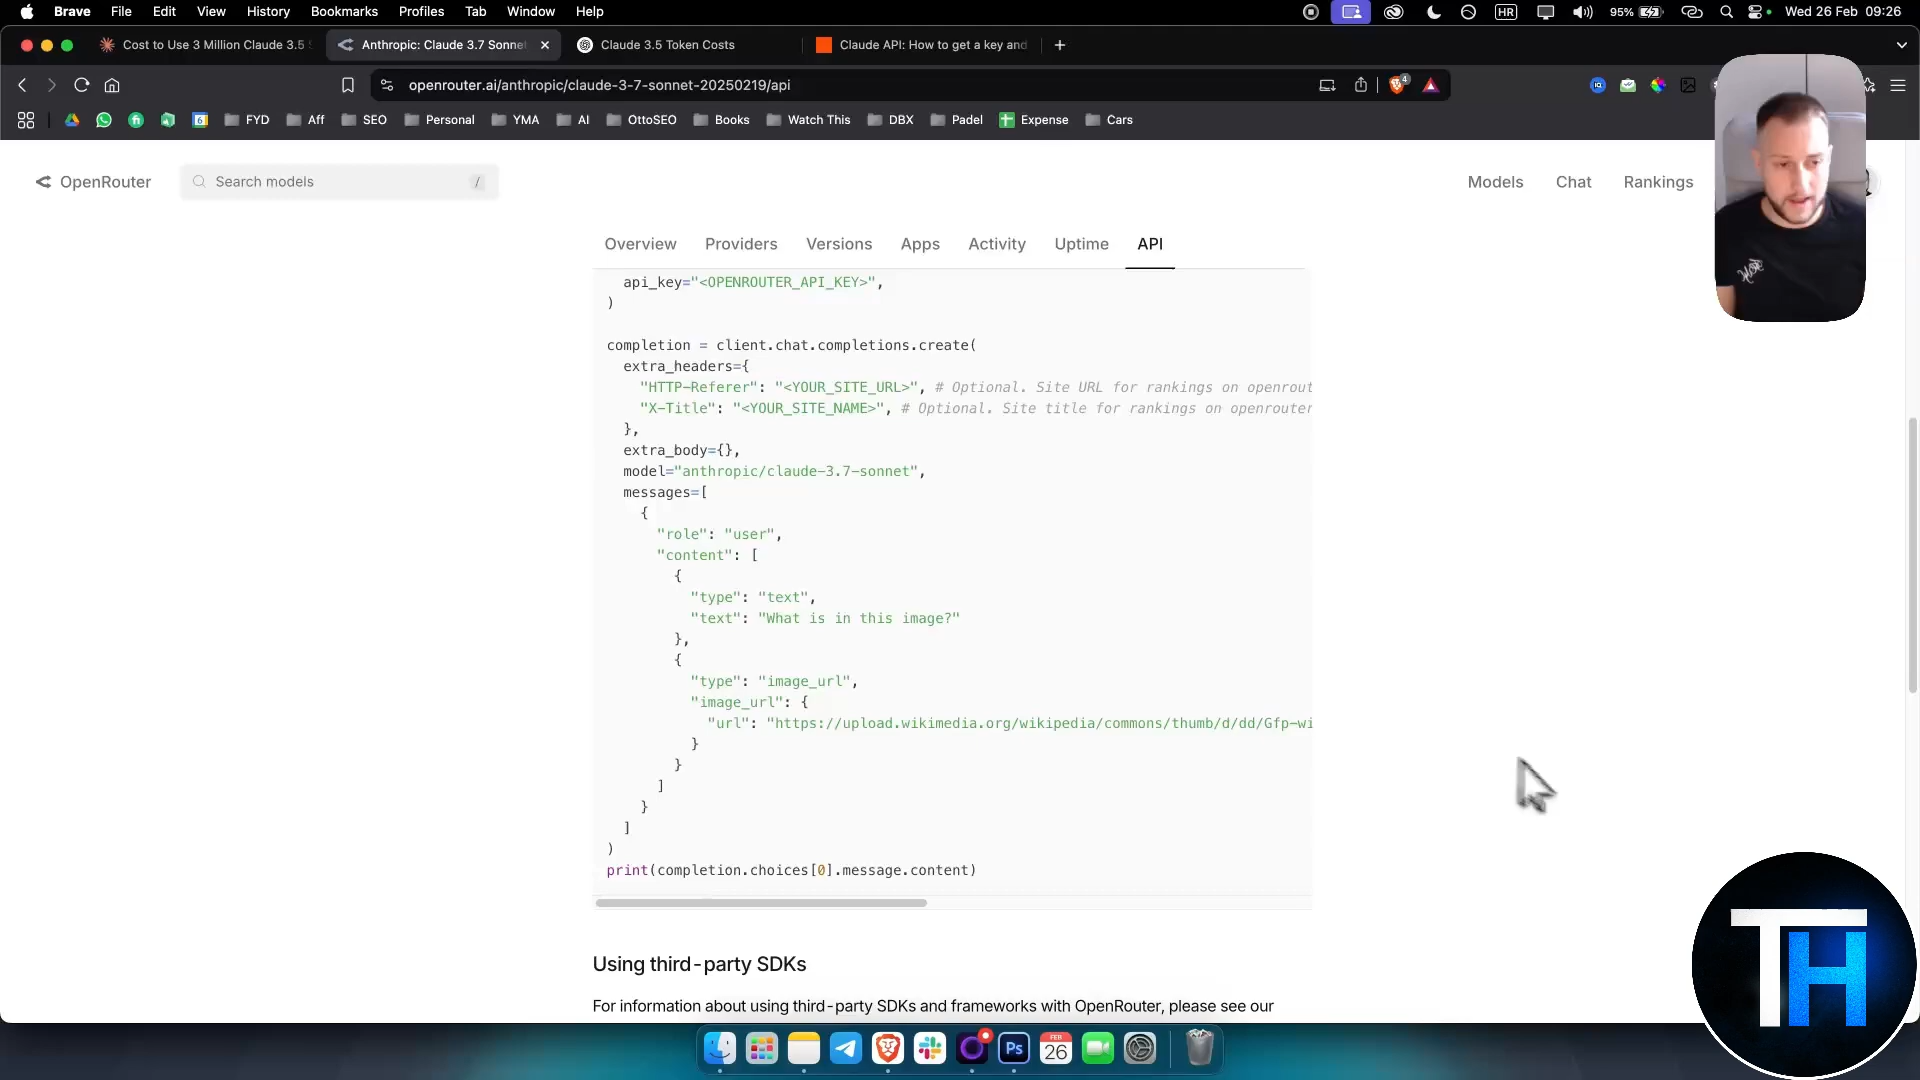 Brave File Edit View History Bookmarks Profiles Tab Window Help HR 95% Wed 26 Feb 09:26
Cost to Use 3 Million Claude 3.5 Anthropic: Claude 3.7 Sonnet Claude 3.5 Token Costs Claude API: How to get a key and
openrouter.ai/anthropic/claude-3-7-sonnet-20250219/api 4
6 FYD Aff SEO Personal YMA AI OttoSEO Books Watch This DBX Padel Expense Cars
OpenRouter Search models / Models Chat Rankings
Overview Providers Versions Apps Activity Uptime API
api_key="<OPENROUTER_API_KEY>",
)
completion = client.chat.completions.create(
extra_headers={
"HTTP-Referer": "<YOUR_SITE_URL>", # Optional. Site URL for rankings on openrout
"X-Title": "<YOUR_SITE_NAME>", # Optional. Site title for rankings on openrouter
},
extra_body={},
model="anthropic/claude-3.7-sonnet",
messages=[
{
"role": "user",
"content": [
{
"type": "text",
"text": "What is in this image?"
},
{
"type": "image_url",
"image_url": {
"url": "https://upload.wikimedia.org/wikipedia/commons/thumb/d/dd/Gfp-wi
}
}
]
}
]
)
print(completion.choices[0].message.content)
Using third-party SDKs
For information about using third-party SDKs and frameworks with OpenRouter, please see our
TH
Ps FEB 26